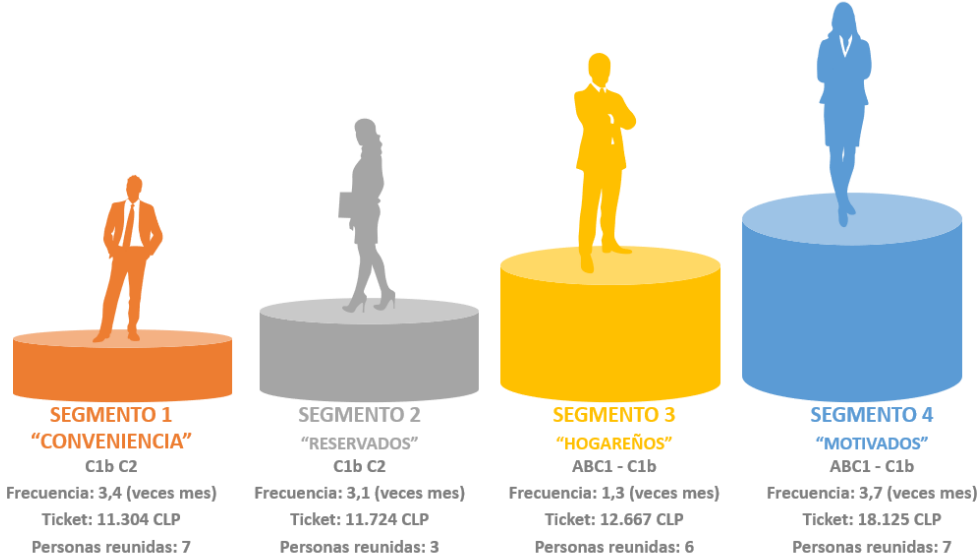 SEGMENTO 1
“CONVENIENCIA”
C1b C2
Frecuencia: 3,4 (veces mes)
Ticket: 11.304 CLP
Personas reunidas: 7
SEGMENTO 2
“RESERVADOS”
C1b C2
Frecuencia: 3,1 (veces mes)
Ticket: 11.724 CLP
Personas reunidas: 3
SEGMENTO 3
“HOGAREÑOS”
ABC1 - C1b
Frecuencia: 1,3 (veces mes)
Ticket: 12.667 CLP
Personas reunidas: 6
SEGMENTO 4
“MOTIVADOS”
ABC1 - C1b
Frecuencia: 3,7 (veces mes)
Ticket: 18.125 CLP
Personas reunidas: 7